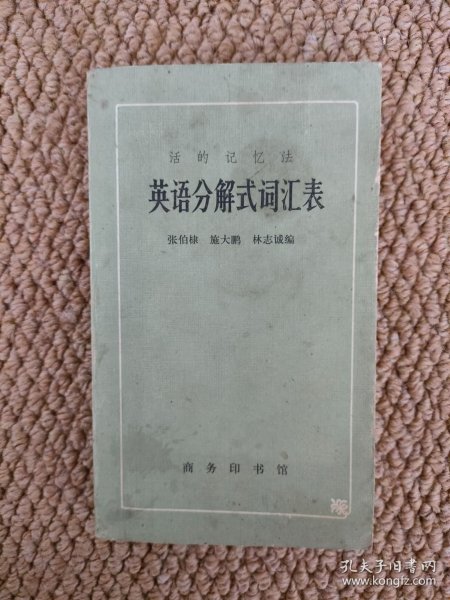 活的记忆法
英语分解式词汇表
张伯棣 施大鹏 林志诚编
商务印书馆
孔夫子旧书网
www.kongfz.com